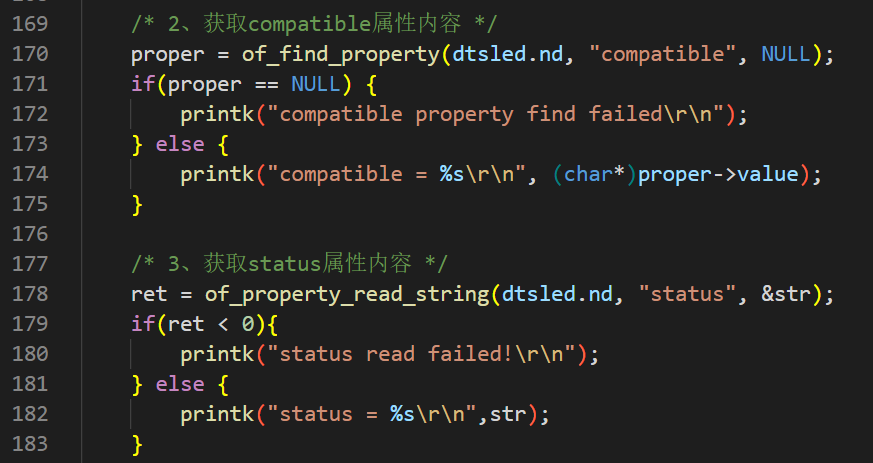 169 /* 2、获取compatible属性内容 */
170 proper = of_find_property(dtsled.nd, "compatible", NULL);
171 if(proper == NULL) {
172 printk("compatible property find failed\r\n");
173 } else {
174 printk("compatible = %s\r\n", (char*)proper->value);
175 }
176
177 /* 3、获取status属性内容 */
178 ret = of_property_read_string(dtsled.nd, "status", &str);
179 if(ret < 0){
180 printk("status read failed!\r\n");
181 } else {
182 printk("status = %s\r\n",str);
183 }